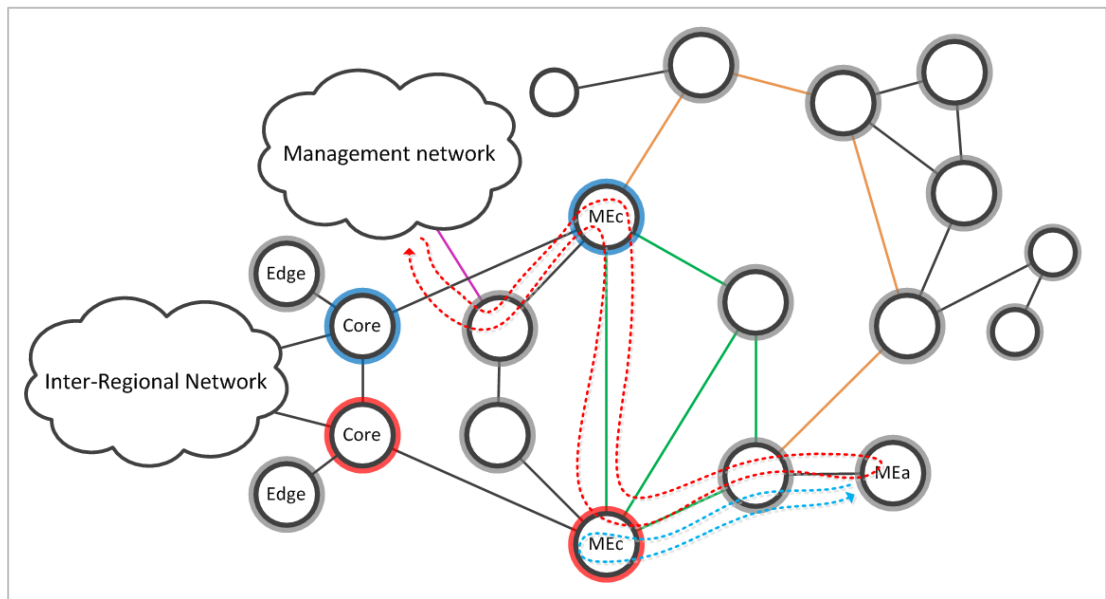 Management network
MEc
Edge
Core
Inter-Regional Network
Core
Edge
MEa
MEc